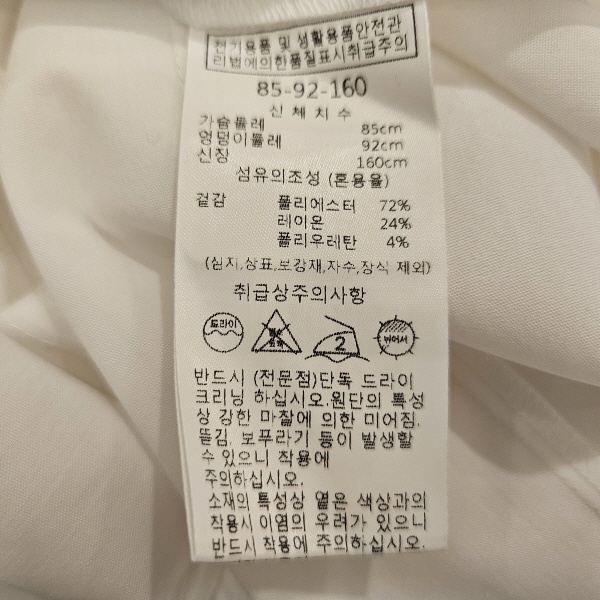 전기용품 및 생활용품안전관
리법에의한품질표시취급주의
85-92-160
신 체 치 수
가슴둘레 85cm
엉덩이둘레 92cm
신장 160cm
섬유의조성 (혼용율)
겉감 폴리에스터 72%
레이온 24%
폴리우레탄 4%
(심지,상표,보강재,자수,장식 제외)
취급상주의사항
드라이 2 뉘어서
반드시 (전문점)단독 드라이
크리닝 하십시오.원단의 특성
상 강한 마찰에 의한 미어짐.
뜯김. 보푸라기 등이 발생할
수 있으니 착용에
주의하십시오.
소재의 특성상 옅은 색상과의
착용시 이염의 우려가 있으니
반드시 착용에 주의하십시오.